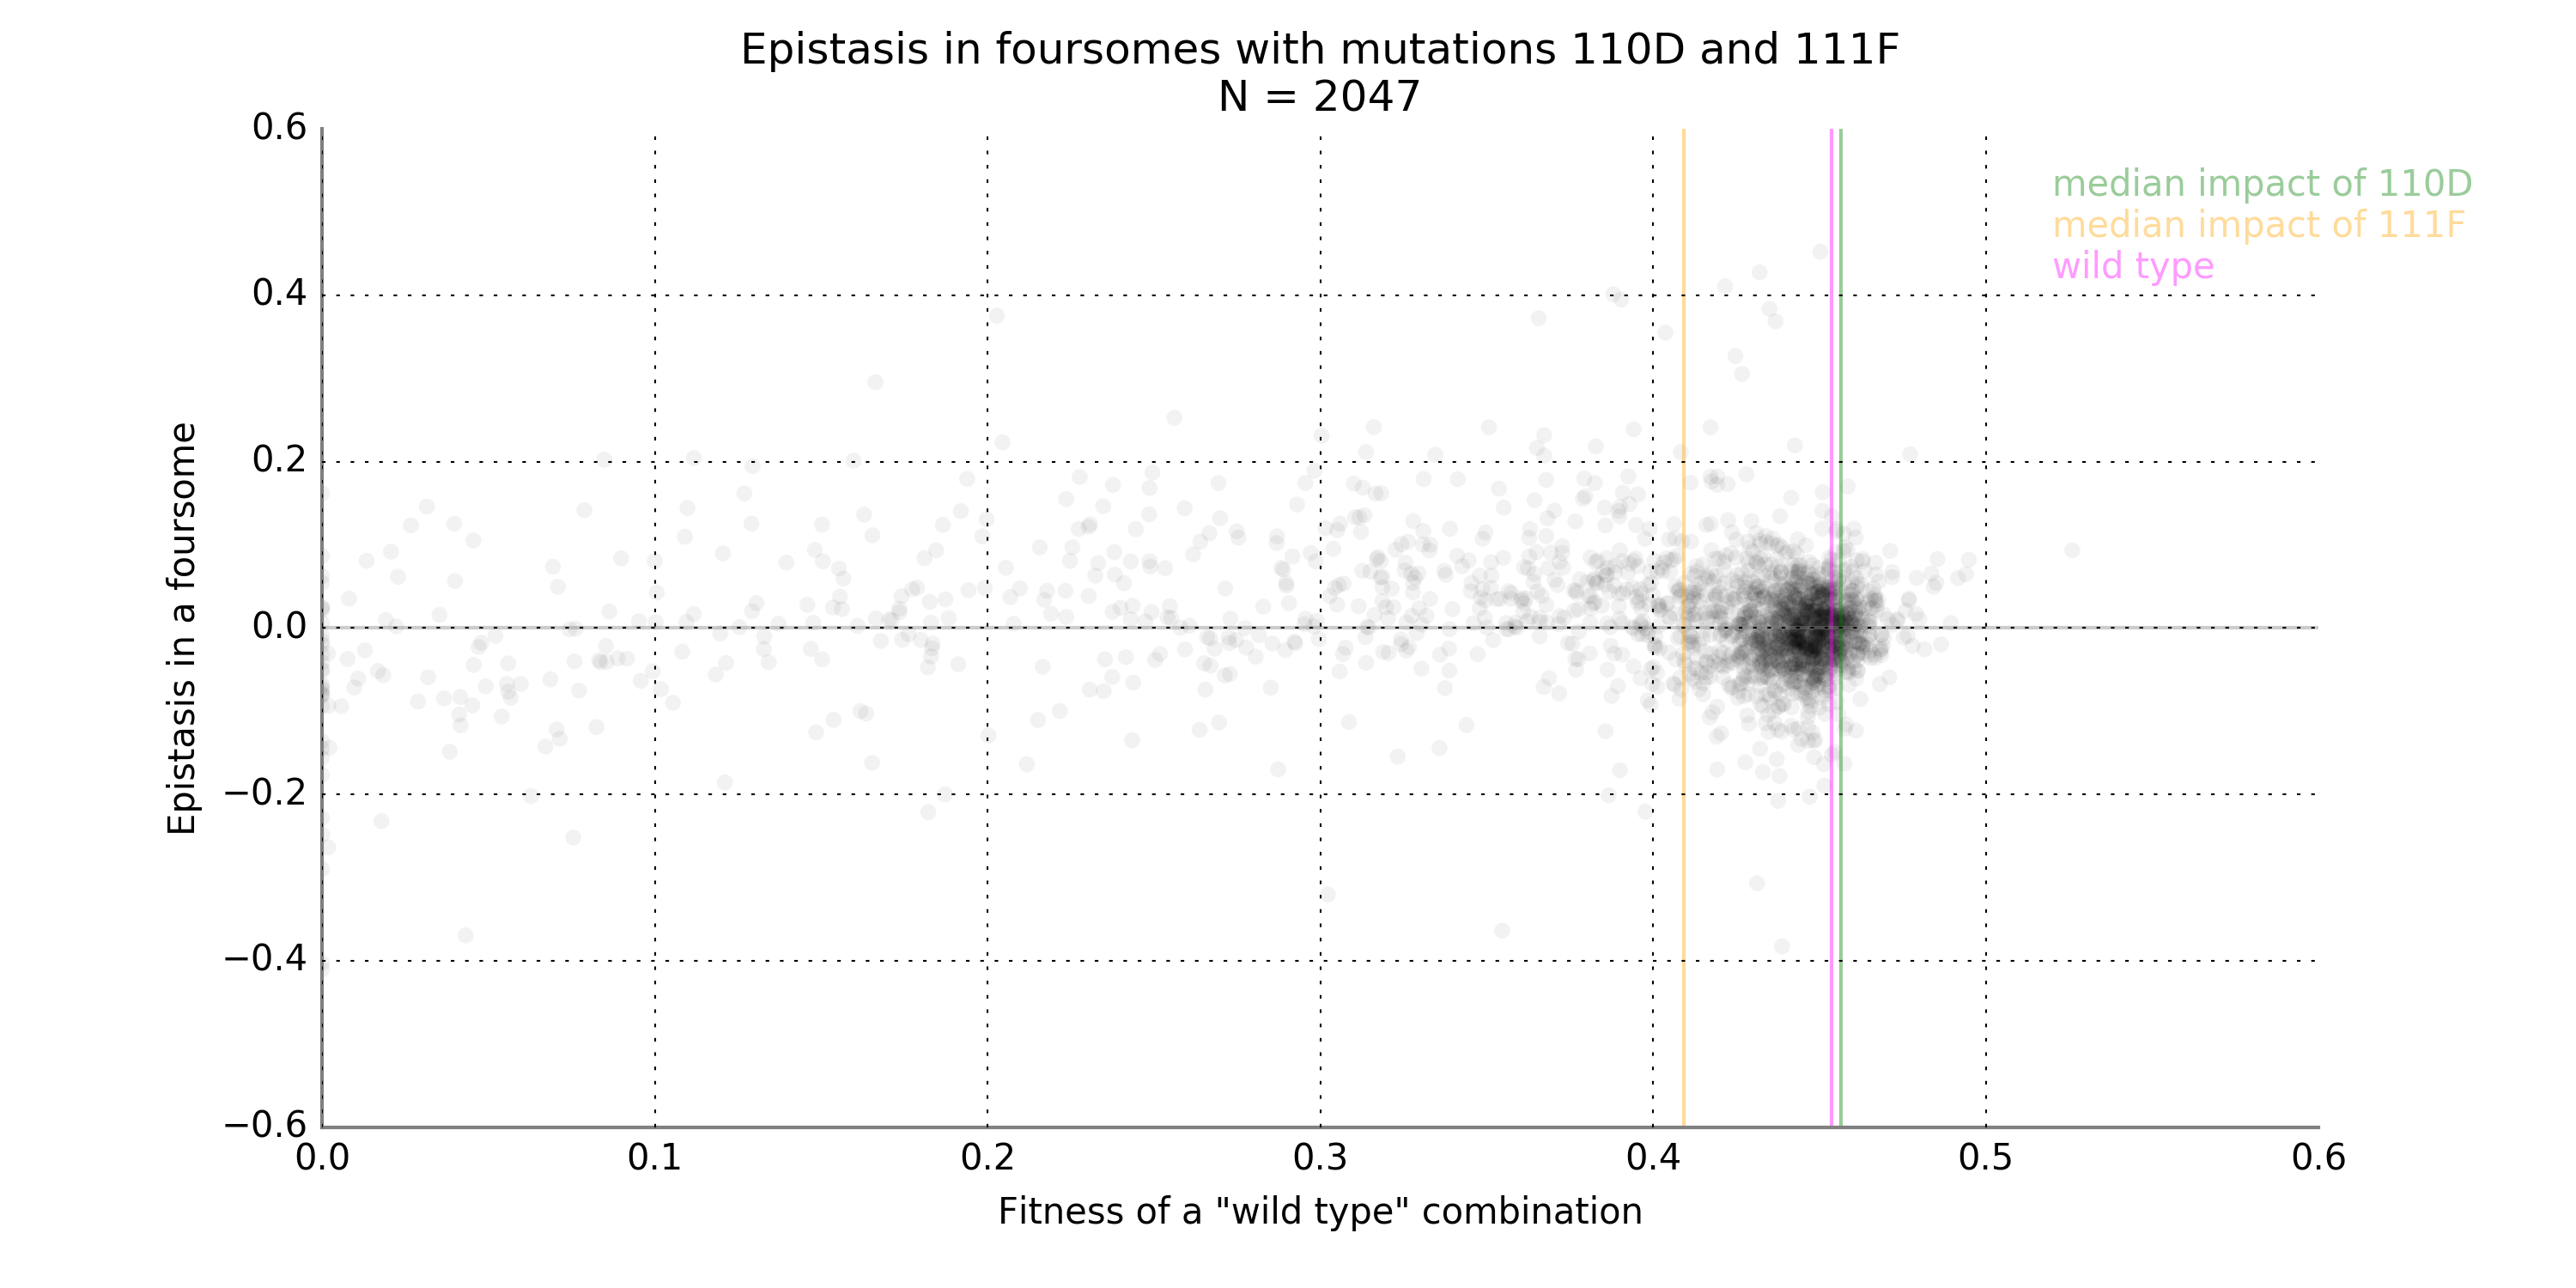 Epistasis in foursomes with mutations 110D and 111F
N = 2047
0.6
0.4
0.2
0.0
−0.2
−0.4
−0.6
Epistasis in a foursome
median impact of 110D
median impact of 111F
wild type
0.0 0.1 0.2 0.3 0.4 0.5 0.6
Fitness of a "wild type" combination